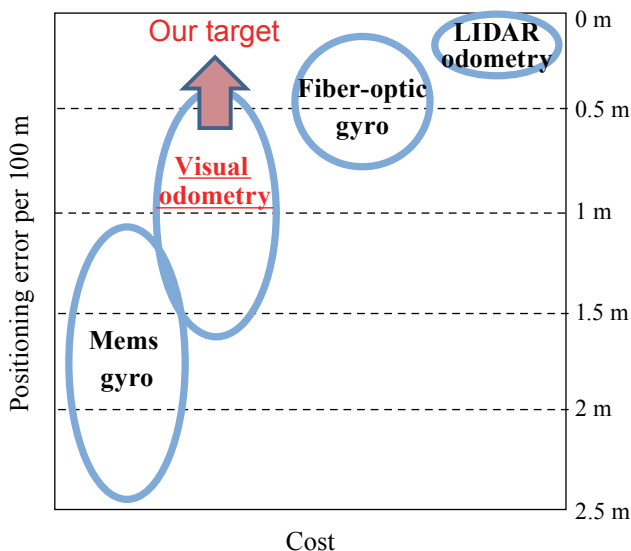 Our target
LIDAR
odometry
Fiber-optic
gyro
Visual
odometry
Mems
gyro
0 m
0.5 m
1 m
1.5 m
2 m
2.5 m
Positioning error per 100 m
Cost